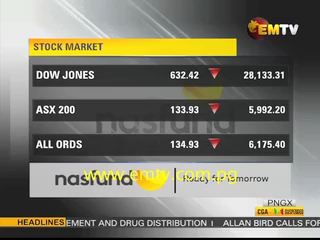 EMTV
STOCK MARKET
DOW JONES 632.42 28,133.31
ASX 200 133.93 5,992.20
nasfund
ALL ORDS 134.93 6,175.40
www.emtv.com.pg
nasfund Ready for Tomorrow
PNGX
CGA
HEADLINES EMENT AND DRUG DISTRIBUTION | ALLAN BIRD CALLS FOR